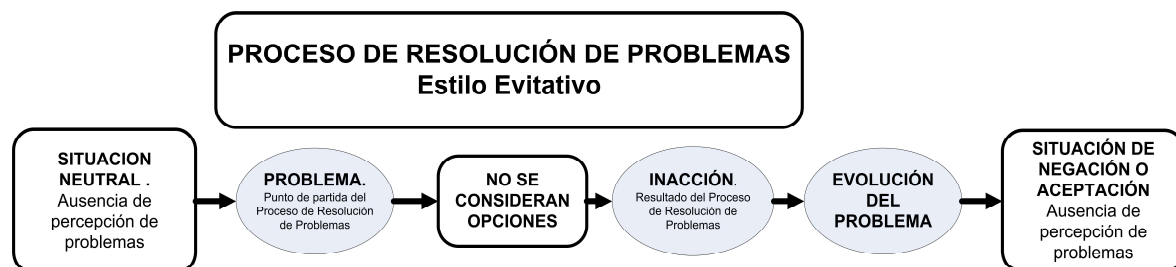 PROCESO DE RESOLUCIÓN DE PROBLEMAS
Estilo Evitativo
SITUACION
NEUTRAL .
Ausencia de
percepción de
problemas
PROBLEMA.
Punto de partida del
Proceso de Resolución
de Problemas
NO SE
CONSIDERAN
OPCIONES
INACCIÓN.
Resultado del Proceso
de Resolución de
Problemas
EVOLUCIÓN
DEL
PROBLEMA
SITUACIÓN DE
NEGACIÓN O
ACEPTACIÓN
Ausencia de
percepción de
problemas